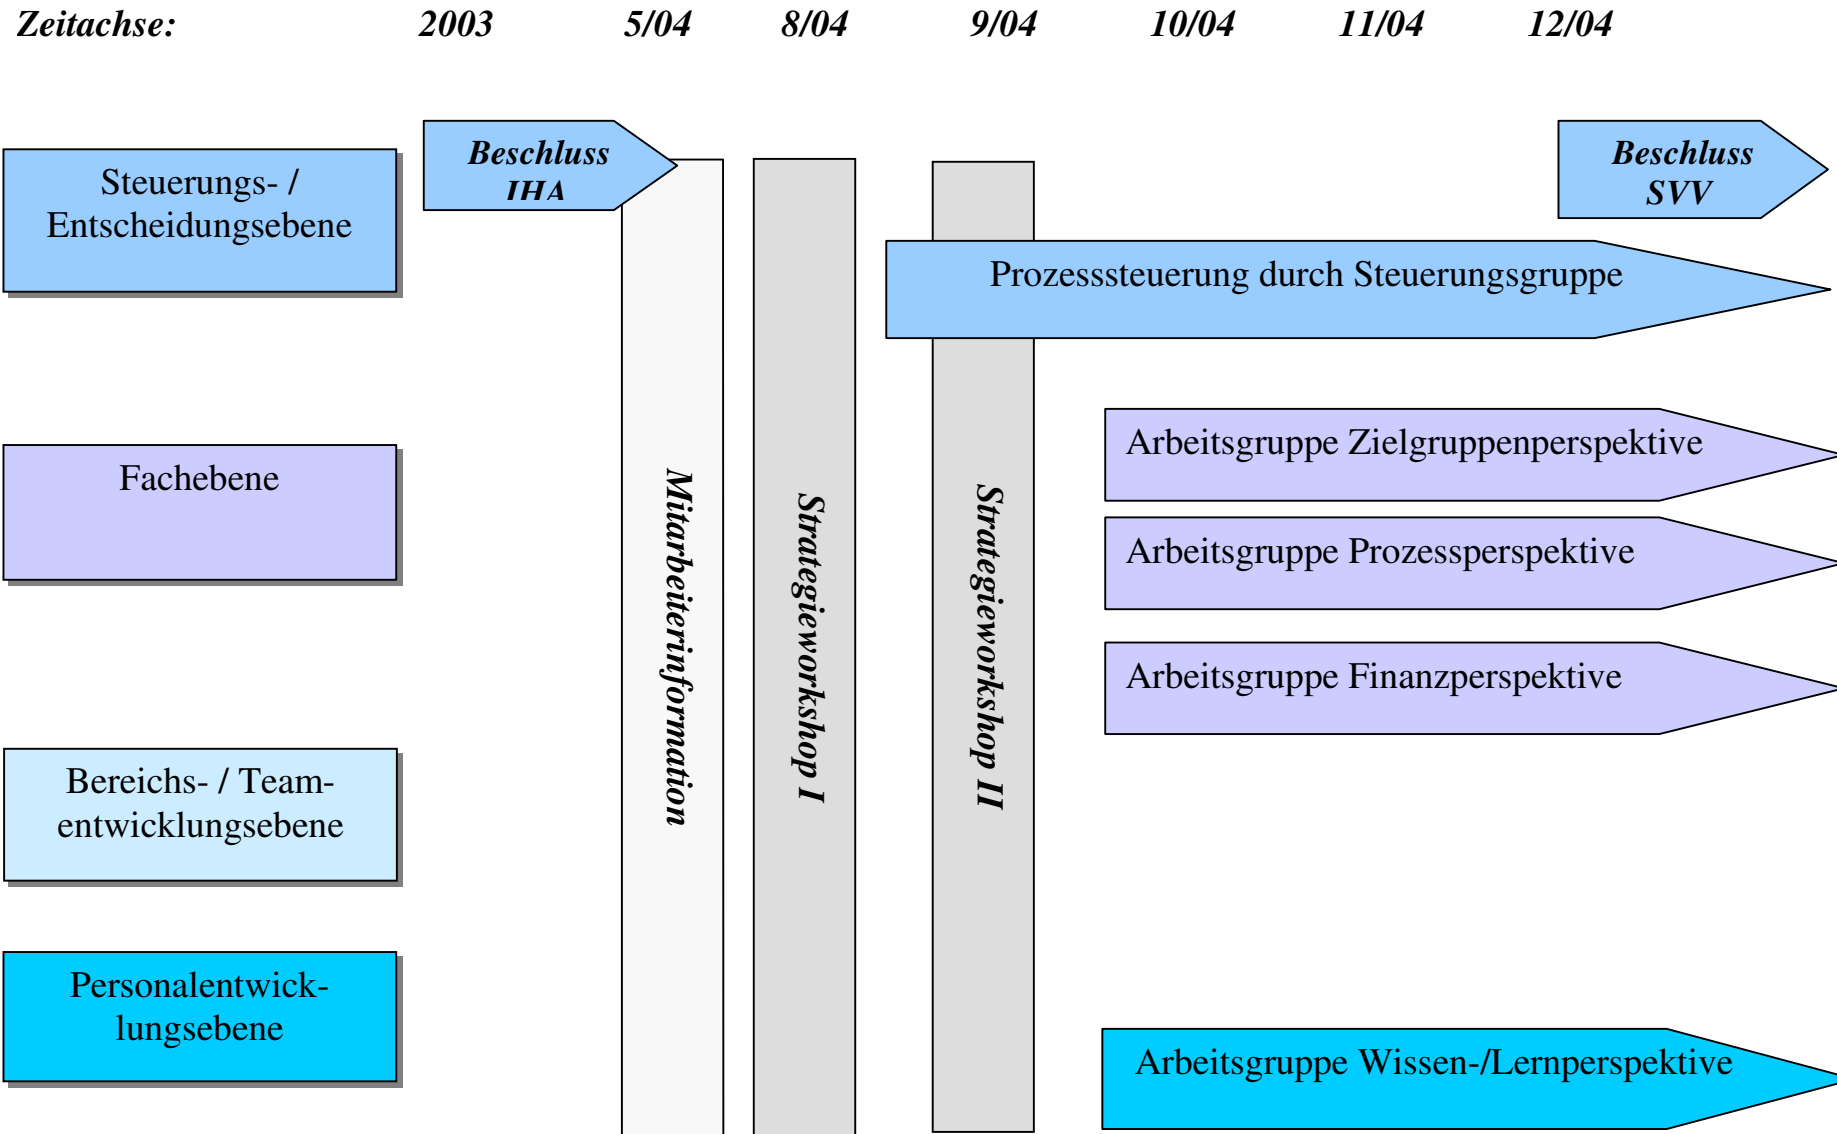 Zeitachse: 2003 5/04 8/04 9/04 10/04 11/04 12/04
Beschluss
IHA
Beschluss
SVV
Steuerungs- /
Entscheidungsebene
Prozesssteuerung durch Steuerungsgruppe
Mitarbeiterinformation
Strategieworkshop I
Strategieworkshop II
Fachebene
Arbeitsgruppe Zielgruppenperspektive
Arbeitsgruppe Prozessperspektive
Arbeitsgruppe Finanzperspektive
Bereichs- / Team-
entwicklungsebene
Personalentwick-
lungsebene
Arbeitsgruppe Wissen-/Lernperspektive